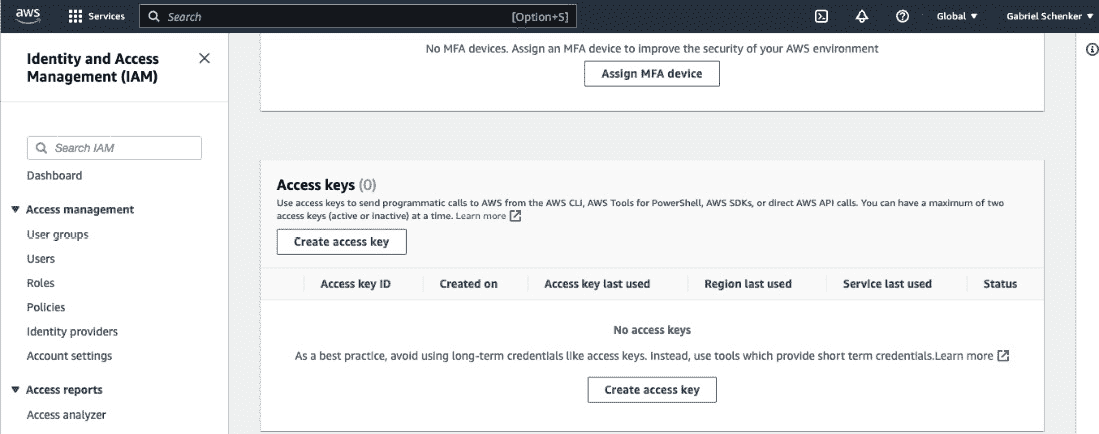 aws Services Search [Option+S] Global Gabriel Schenker
Identity and Access
Management (IAM)
Search IAM
Dashboard
Access management
User groups
Users
Roles
Policies
Identity providers
Account settings
Access reports
Access analyzer
No MFA devices. Assign an MFA device to improve the security of your AWS environment
Assign MFA device
Access keys (0)
Use access keys to send programmatic calls to AWS from the AWS CLI, AWS Tools for PowerShell, AWS SDKs, or direct AWS API calls. You can have a maximum of two
access keys (active or inactive) at a time. Learn more
Create access key
Access key ID Created on Access key last used Region last used Service last used Status
No access keys
As a best practice, avoid using long-term credentials like access keys. Instead, use tools which provide short term credentials.Learn more
Create access key